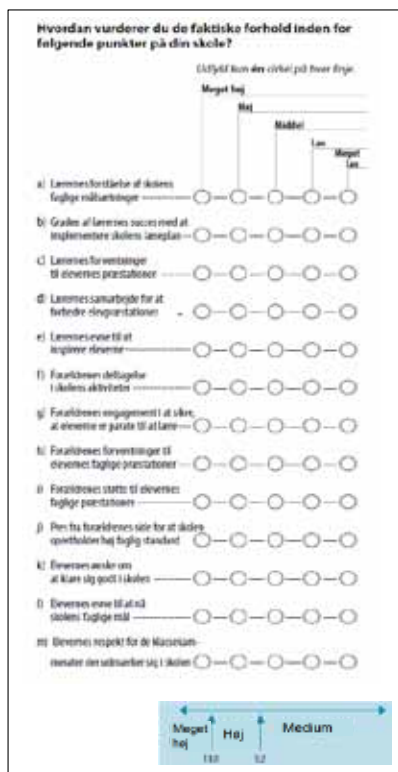 Hvordan vurderer du de faktiske forhold inden for
følgende punkter på din skole?
Udfyld kun én cirkel på hver linje.
Meget høj
Høj
Middel
Lav
Meget
lav
a) Lærernes forståelse af skolens
faglige målsætninger
b) Graden af lærernes succes med at
implementere skolens læseplan
c) Lærernes forventninger
til elevernes præstationer
d) Lærernes samarbejde for at
forbedre elevpræstationer
e) Lærernes evne til at
inspirere eleverne
f) Forældrenes deltagelse
i skolens aktiviteter
g) Forældrenes engagement i at sikre,
at eleverne er parate til at lære
h) Forældrenes forventninger til
elevernes faglige præstationer
i) Forældrenes støtte til elevernes
faglige præstationer
j) Pres fra forældrenes side for at skolen
opretholder høj faglig standard
k) Elevernes ønske om
at klare sig godt i skolen
l) Elevernes evne til at nå
skolens faglige mål
m) Elevernes respekt for de klassekam-
merater der udmærker sig i skolen
Meget
høj
Høj
Medium